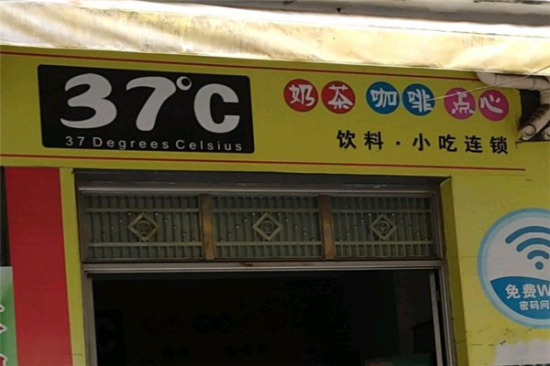 37°C
37 Degrees Celsius
奶茶 咖啡 点心
饮料·小吃连锁
免费W
密码问